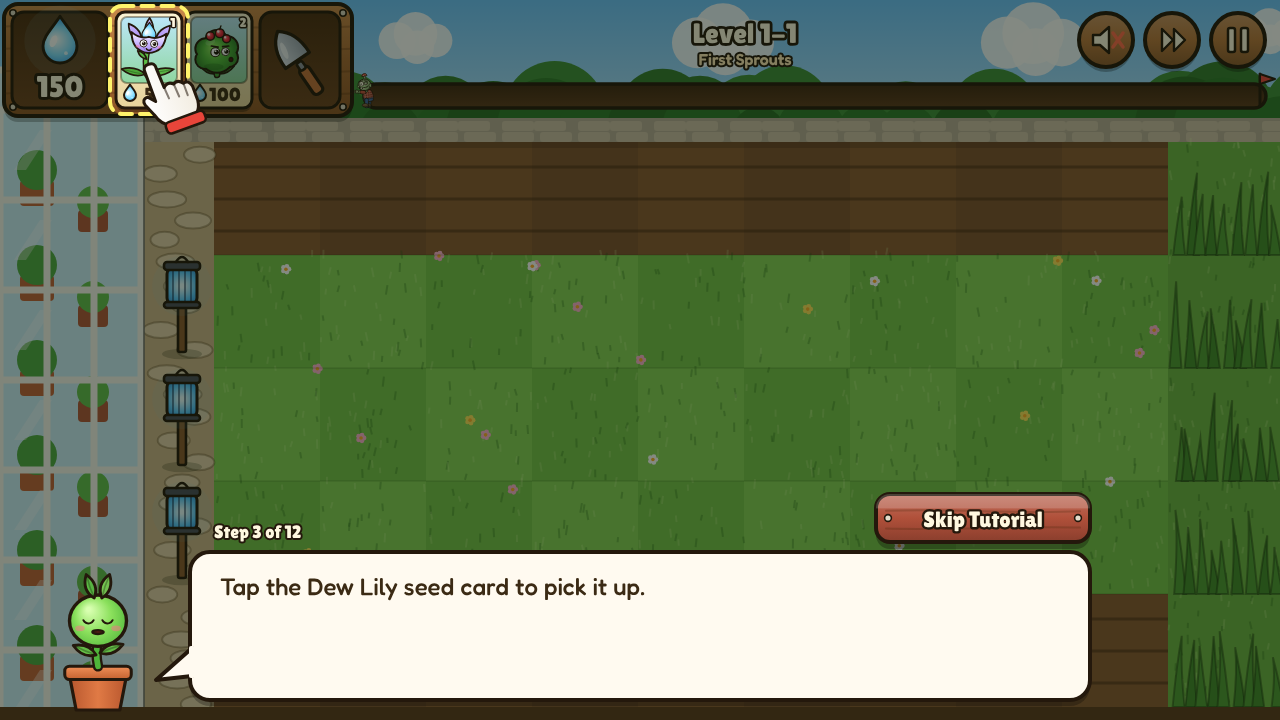 1
2
150
100
Level 1-1
First Sprouts
Step 3 of 12
Skip Tutorial
Tap the Dew Lily seed card to pick it up.